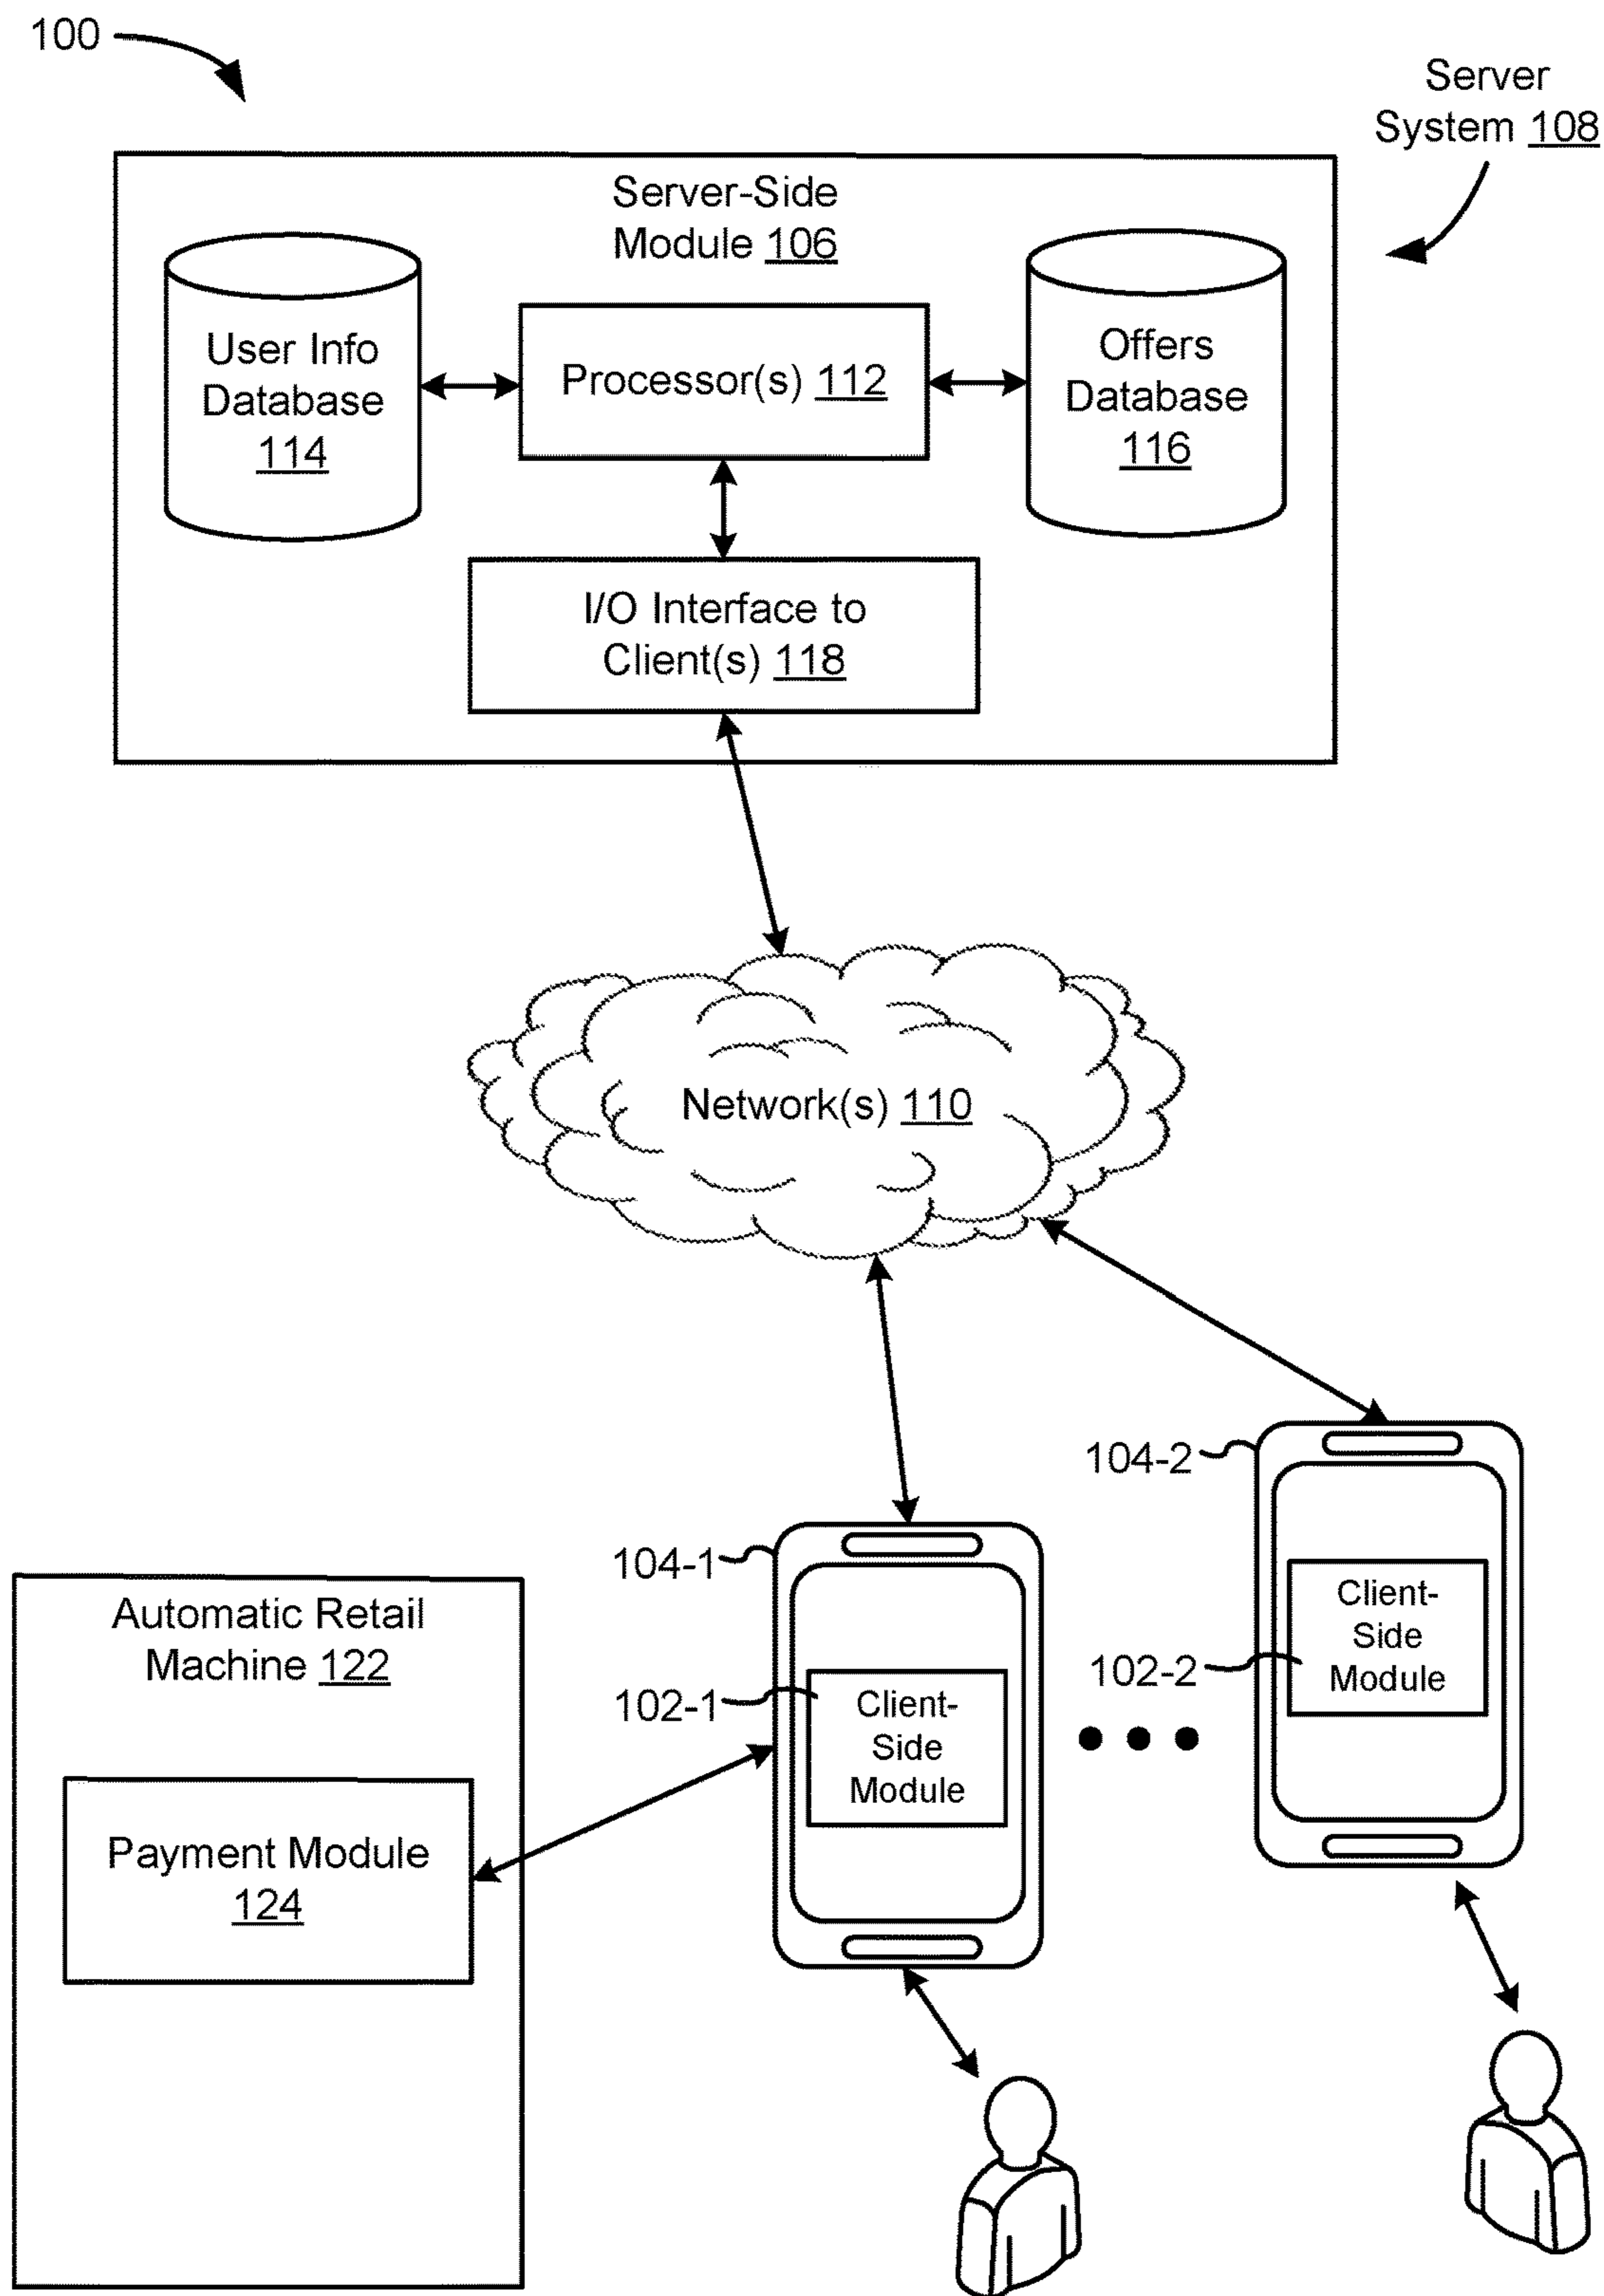 100
Server
System 108
Server-Side
Module 106
User Info
Database
114
Processor(s) 112
Offers
Database
116
I/O Interface to
Client(s) 118
Network(s) 110
104-2
104-1
Client-
Side
Module
102-2
Automatic Retail
Machine 122
102-1
Client-
Side
Module
Payment Module
124